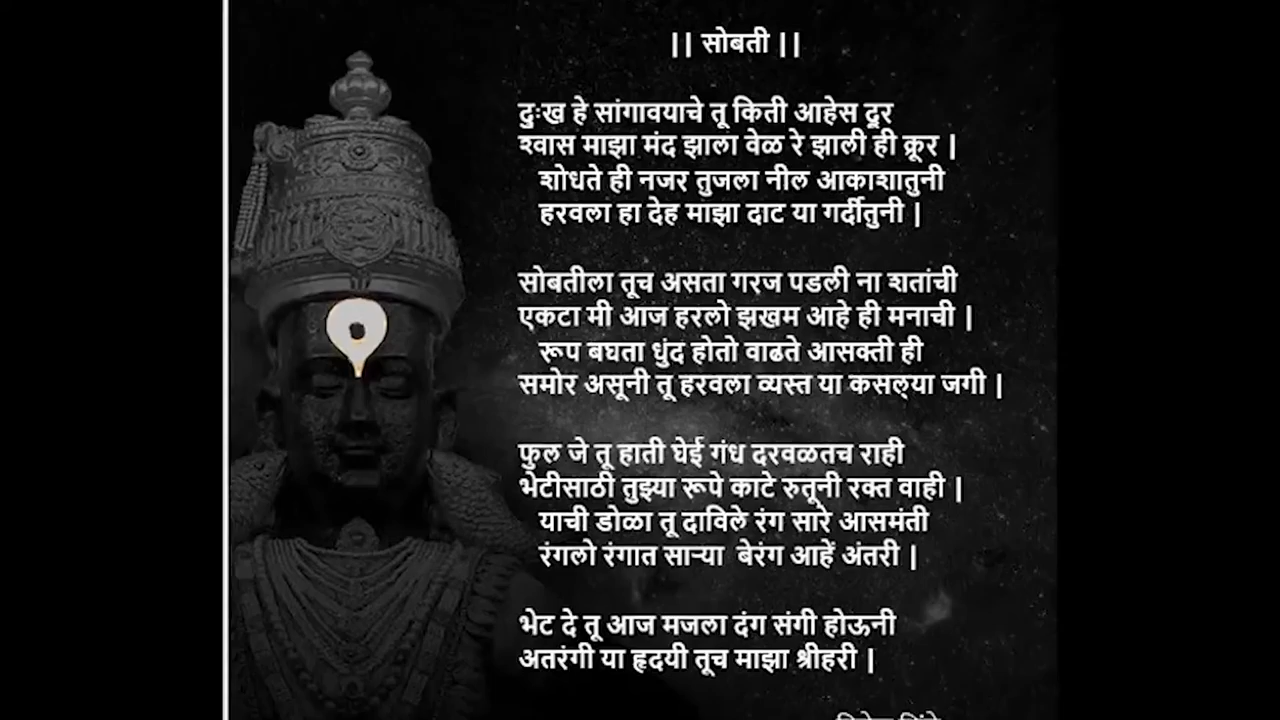 || सोबती ||
दुःख हे सांगावयाचे तू किती आहेस दूर
श्वास माझा मंद झाला वेळ रे झाली ही क्रूर |
शोधते ही नजर तुजला नील आकाशातुनी
हरवला हा देह माझा दाट या गर्दीतुनी |
सोबतीला तूच असता गरज पडली ना शतांची
एकटा मी आज हरलो झखम आहे ही मनाची |
रूप बघता धुंद होतो वाढते आसक्ती ही
समोर असूनी तू हरवला व्यस्त या कसल्या जगी |
फुल जे तू हाती घेई गंध दरवळतच राही
भेटीसाठी तुझ्या रूपे काटे रुतूनी रक्त वाही |
याची डोळा तू दाविले रंग सारे आसमंती
रंगलो रंगात साऱ्या बेरंग आहें अंतरी |
भेट दे तू आज मजला दंग संगी होऊनी
अतरंगी या हृदयी तूच माझा श्रीहरी |